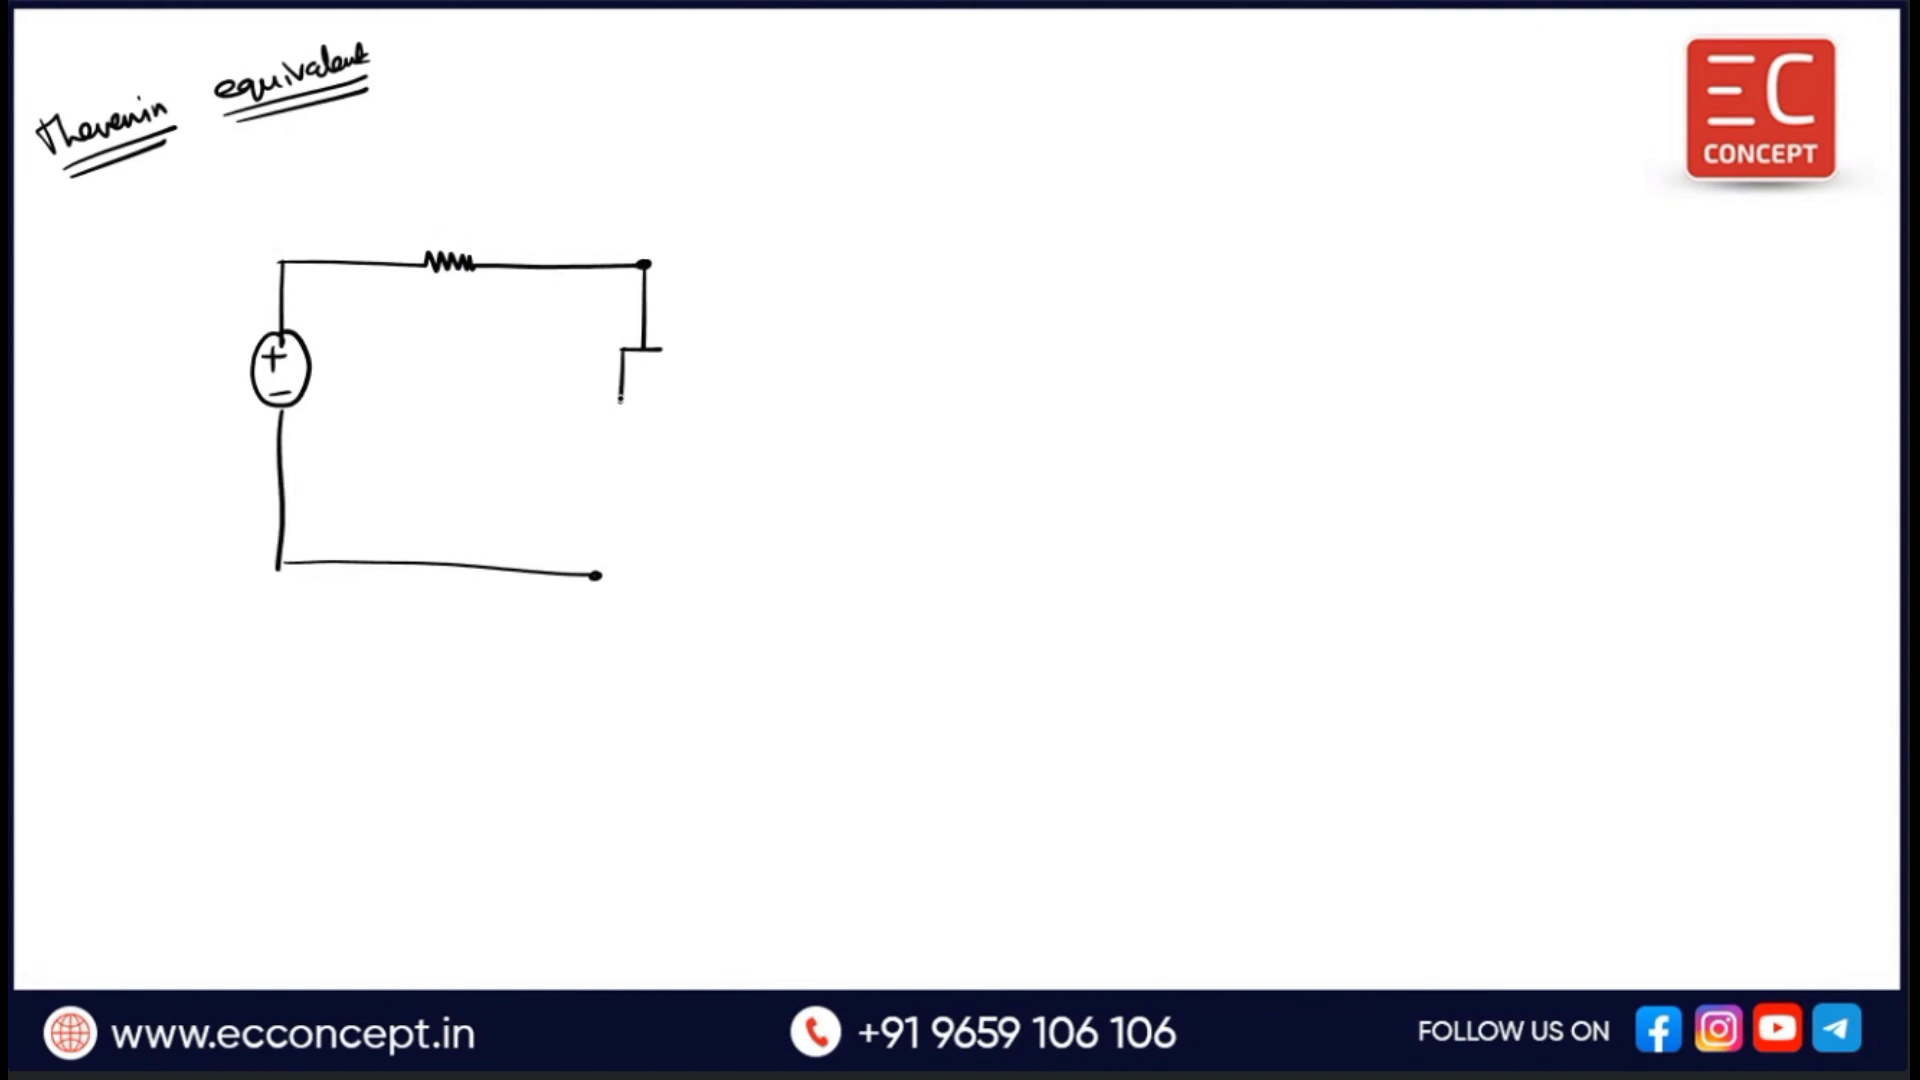 Thevenin equivalent
EC
CONCEPT
+
−
www.ecconcept.in
+91 9659 106 106
FOLLOW US ON